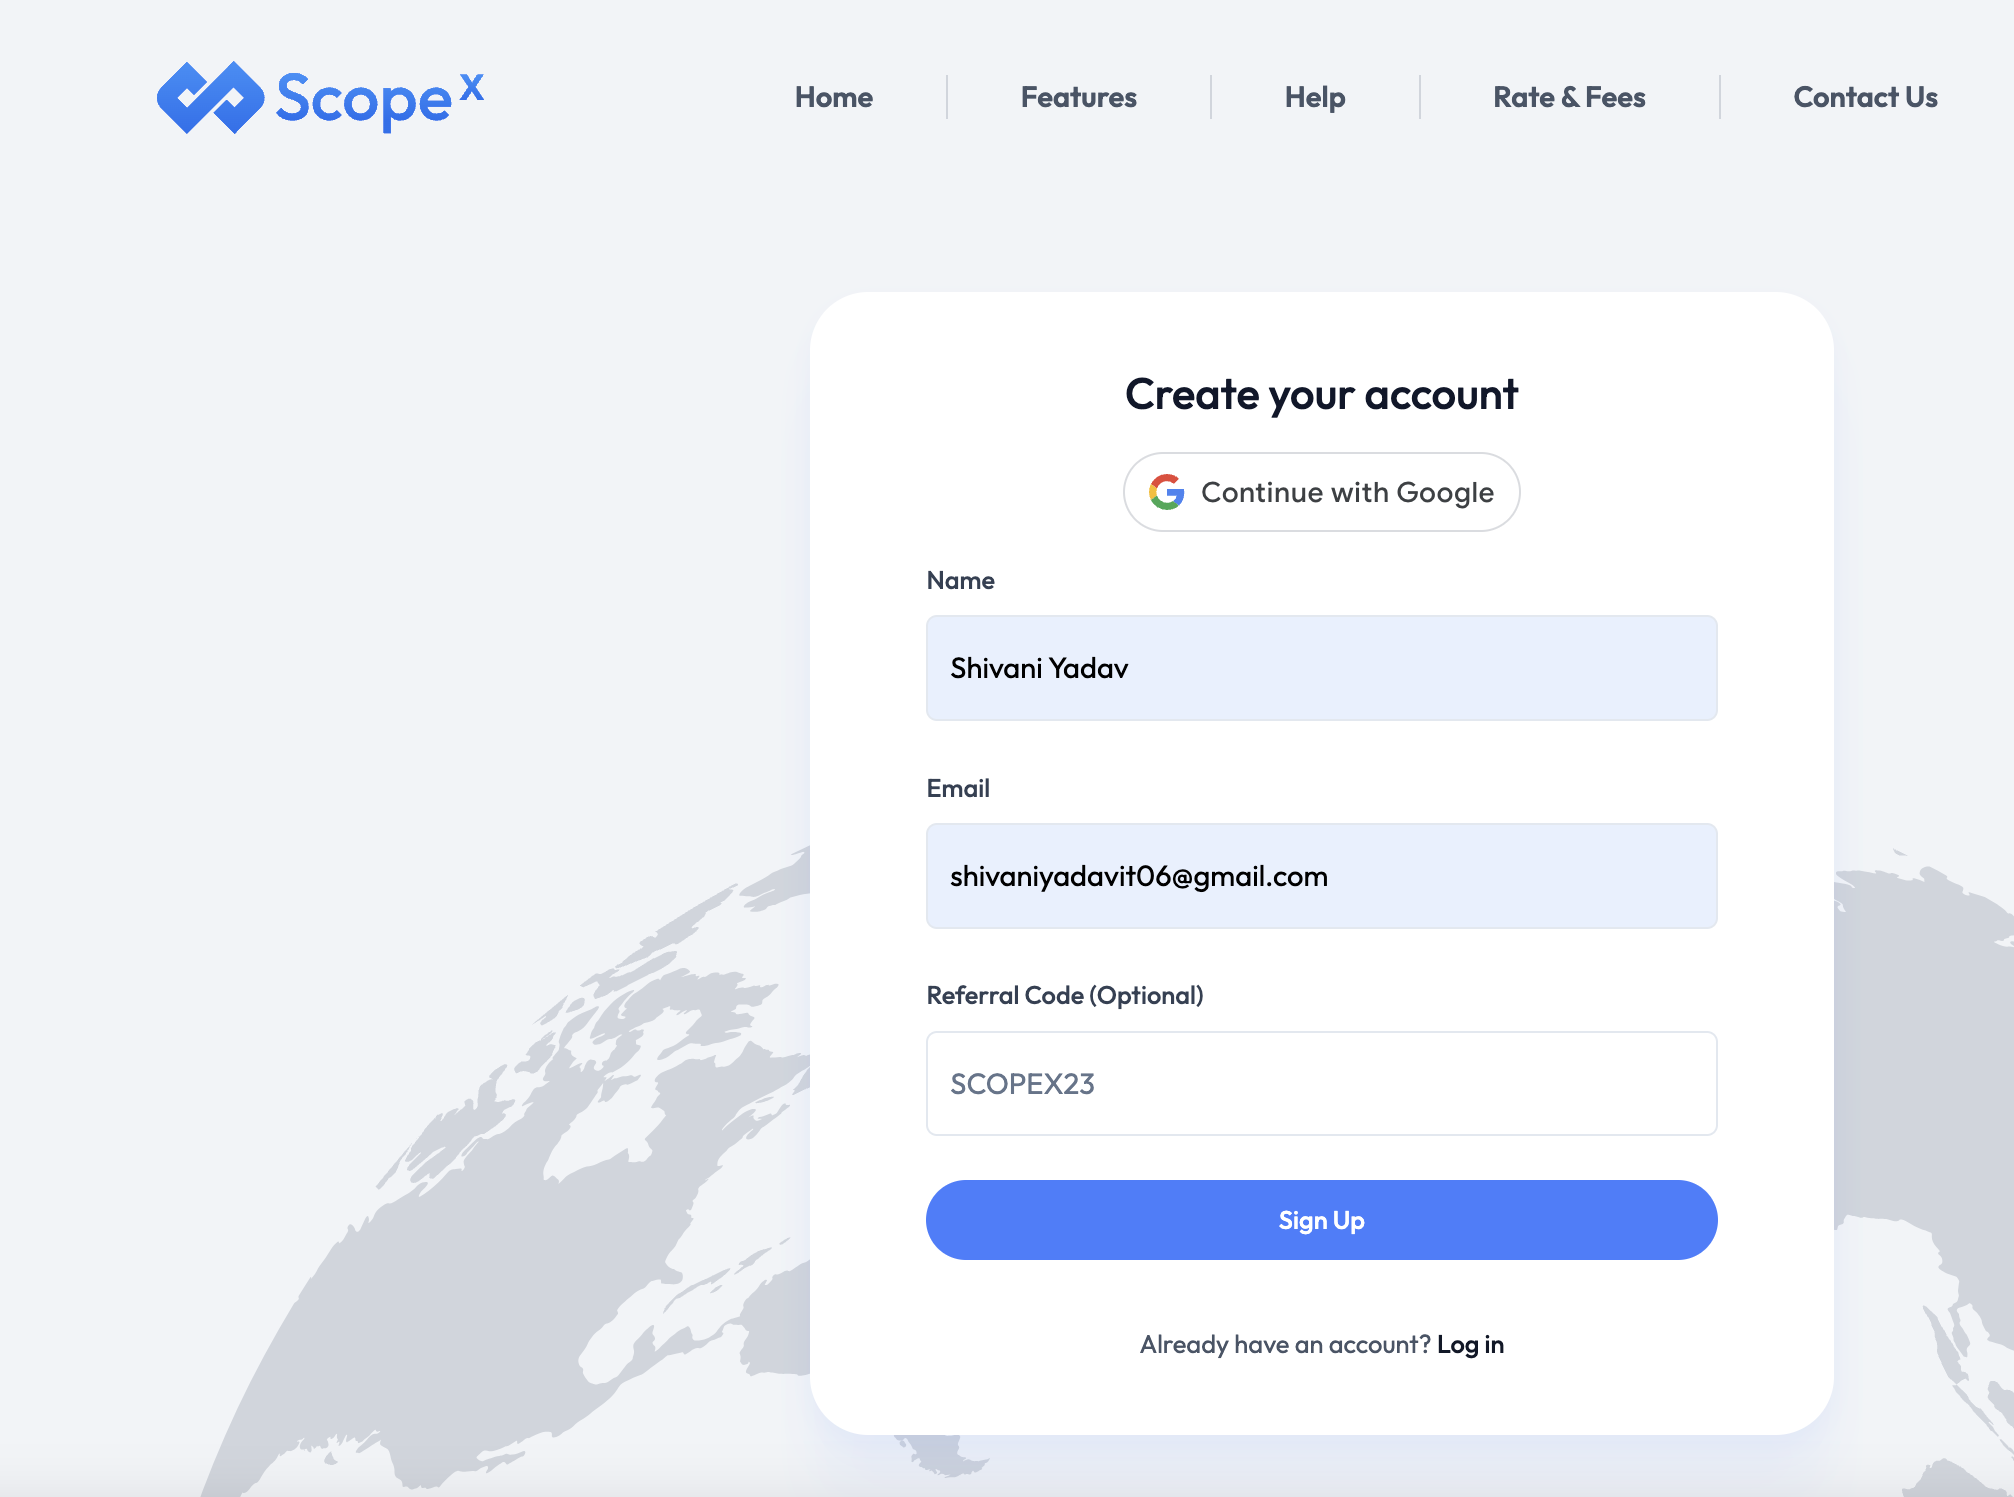 Scope X
Home
Features
Help
Rate & Fees
Contact Us
Create your account
Continue with Google
Name
Shivani Yadav
Email
shivaniyadavit06@gmail.com
Referral Code (Optional)
SCOPEX23
Sign Up
Already have an account? Log in